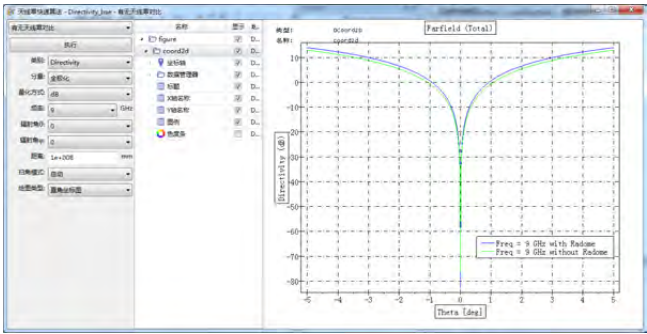 天线罩快速算法 - Directivity_bse - 有无天线罩对比
有无天线罩对比
执行
类别: Directivity
分量: 全部化
量化方式: dB
频率: 9 GHz
辐射角θ: 0
辐射角φ: 0
距离: 1e+008 mm
扫角模式: 自动
绘图类型: 直角坐标图
名称 显示
figure D...
coord2d D...
坐标轴 D...
数据管理器 D...
标题 D...
X轴名称 D...
Y轴名称 D...
图例 D...
色度条 D...
类型:
名称: coord2d
Farfield (Total)
Directivity (dB)
10
0
-10
-20
-30
-40
-50
-60
-70
-80
Freq = 9 GHz with Radome
Freq = 9 GHz without Radome
-5 -4 -3 -2 -1 0 1 2 3 4 5
Theta [deg]